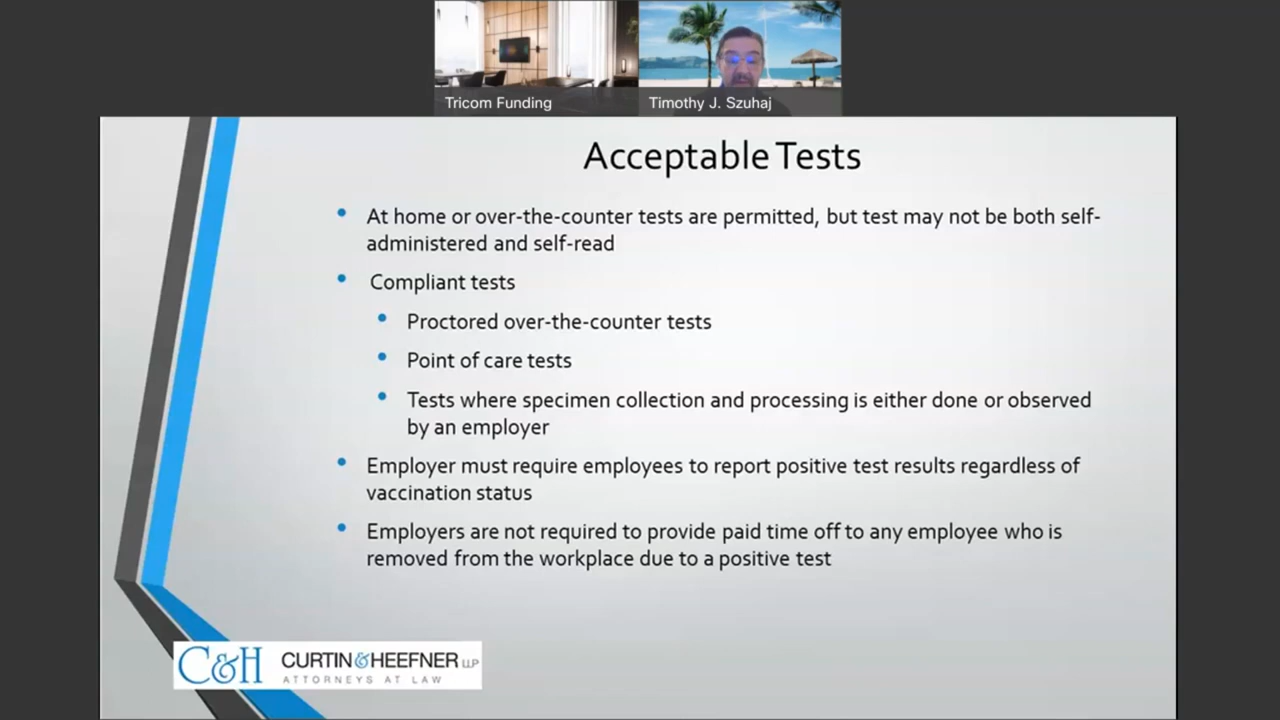 Tricom Funding
Timothy J. Szuhaj
Acceptable Tests
At home or over-the-counter tests are permitted, but test may not be both self-
administered and self-read
Compliant tests
Proctored over-the-counter tests
Point of care tests
Tests where specimen collection and processing is either done or observed
by an employer
Employer must require employees to report positive test results regardless of
vaccination status
Employers are not required to provide paid time off to any employee who is
removed from the workplace due to a positive test
C&H CURTIN & HEEFNER LLP
ATTORNEYS AT LAW